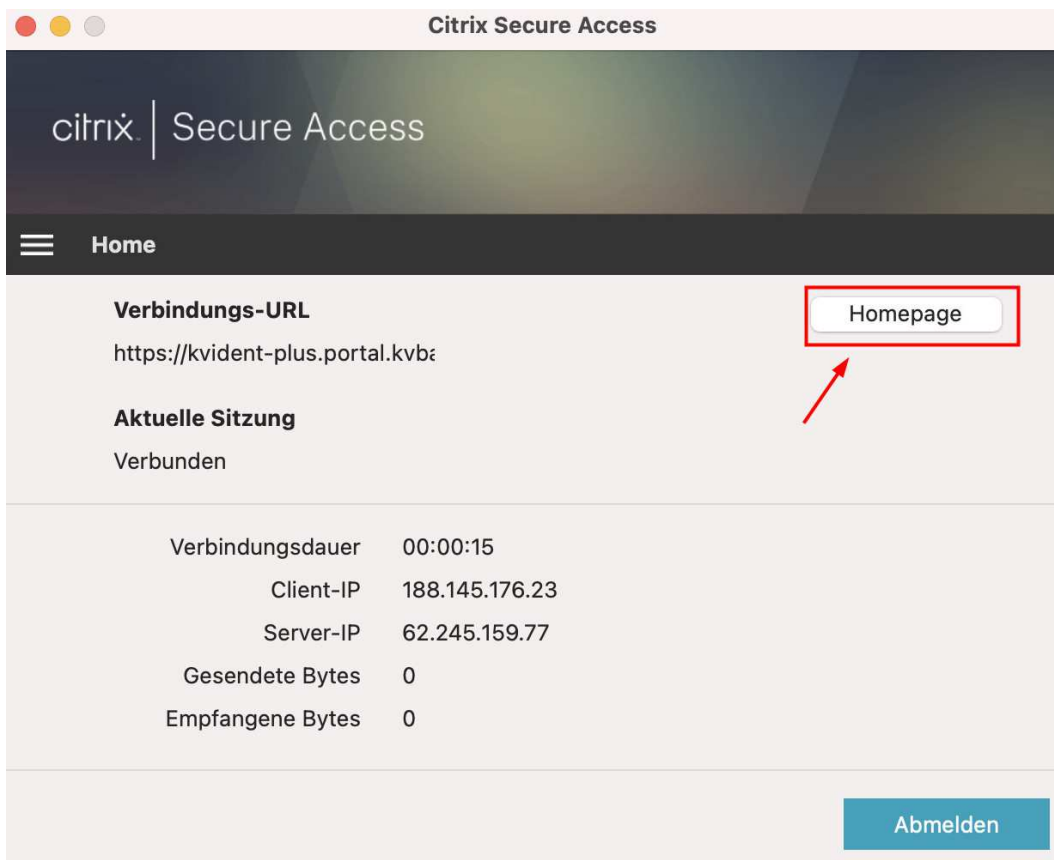 Citrix Secure Access
citrix | Secure Access
Home
Verbindungs-URL
Homepage
https://kvident-plus.portal.kvba
Aktuelle Sitzung
Verbunden
Verbindungsdauer 00:00:15
Client-IP 188.145.176.23
Server-IP 62.245.159.77
Gesendete Bytes 0
Empfangene Bytes 0
Abmelden